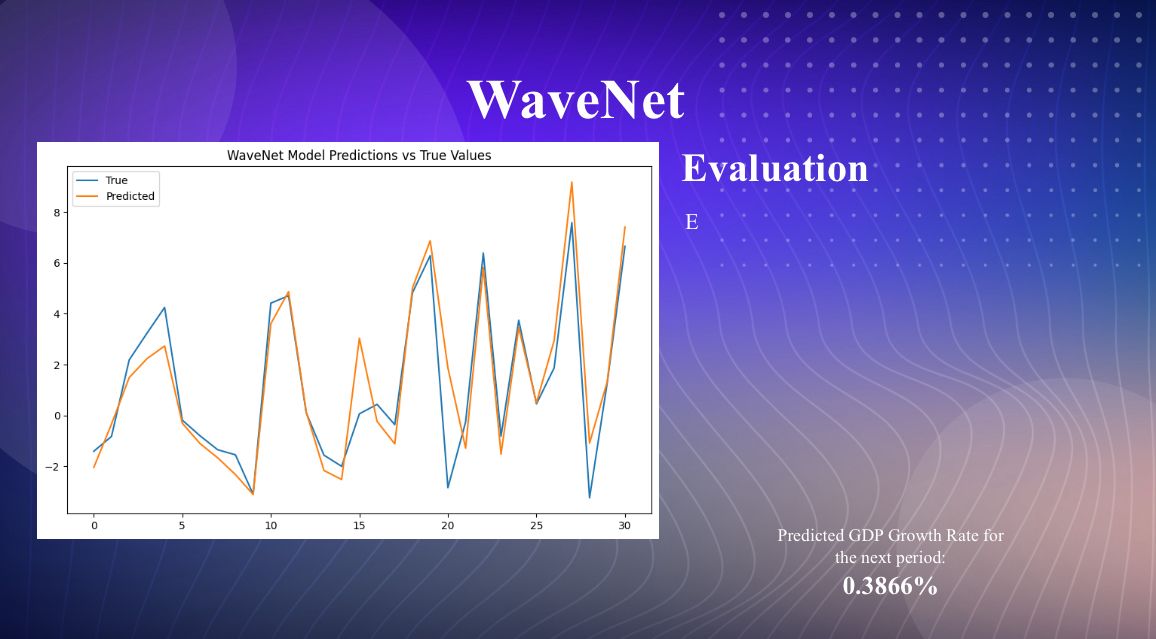 WaveNet
WaveNet Model Predictions vs True Values
True
Predicted
8
6
4
2
0
−2
0 5 10 15 20 25 30
Evaluation
E
Predicted GDP Growth Rate for
the next period:
0.3866%